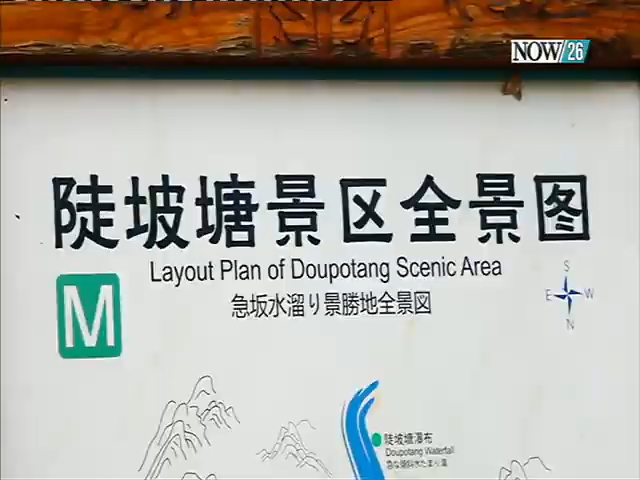 NOW 26
陡坡塘景区全景图
Layout Plan of Doupotang Scenic Area
急坂水溜り景勝地全景図
M
S
E W
N
陡坡塘瀑布
Doupotang Waterfall